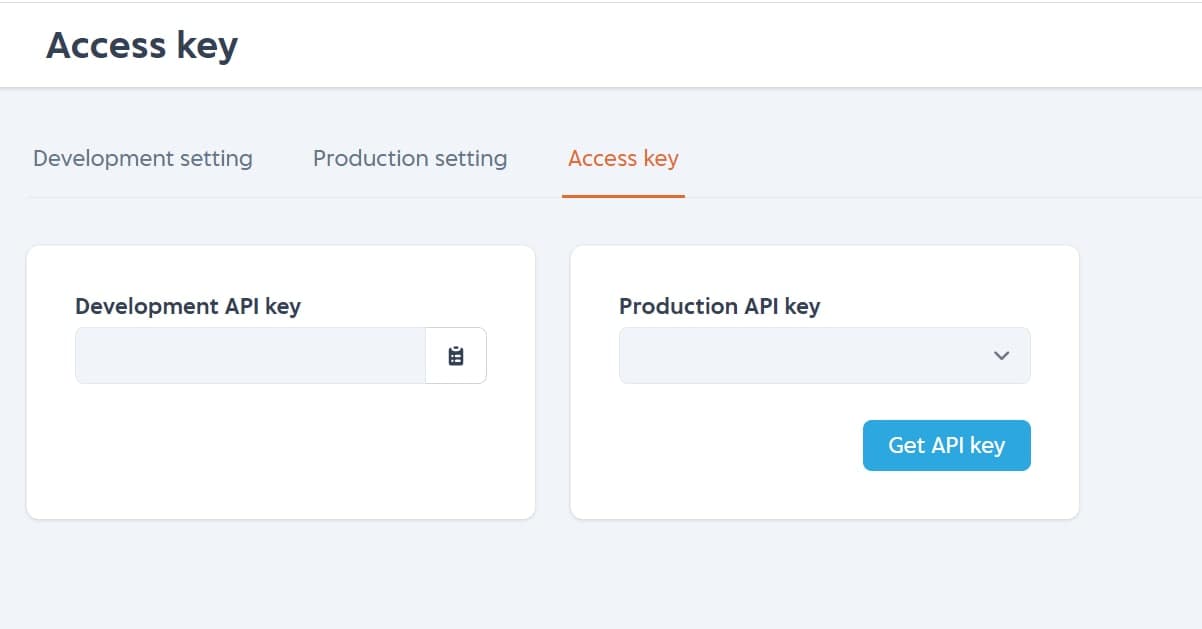 Access key
Development setting
Production setting
Access key
Development API key
Production API key
Get API key